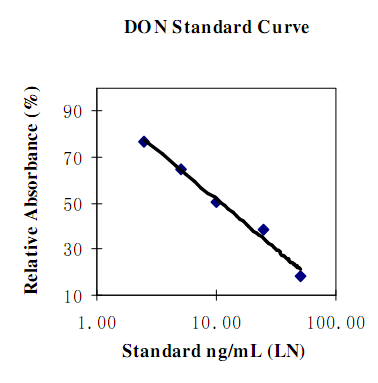 DON Standard Curve
Relative Absorbance (%)
90
70
50
30
10
1.00 10.00 100.00
Standard ng/mL (LN)